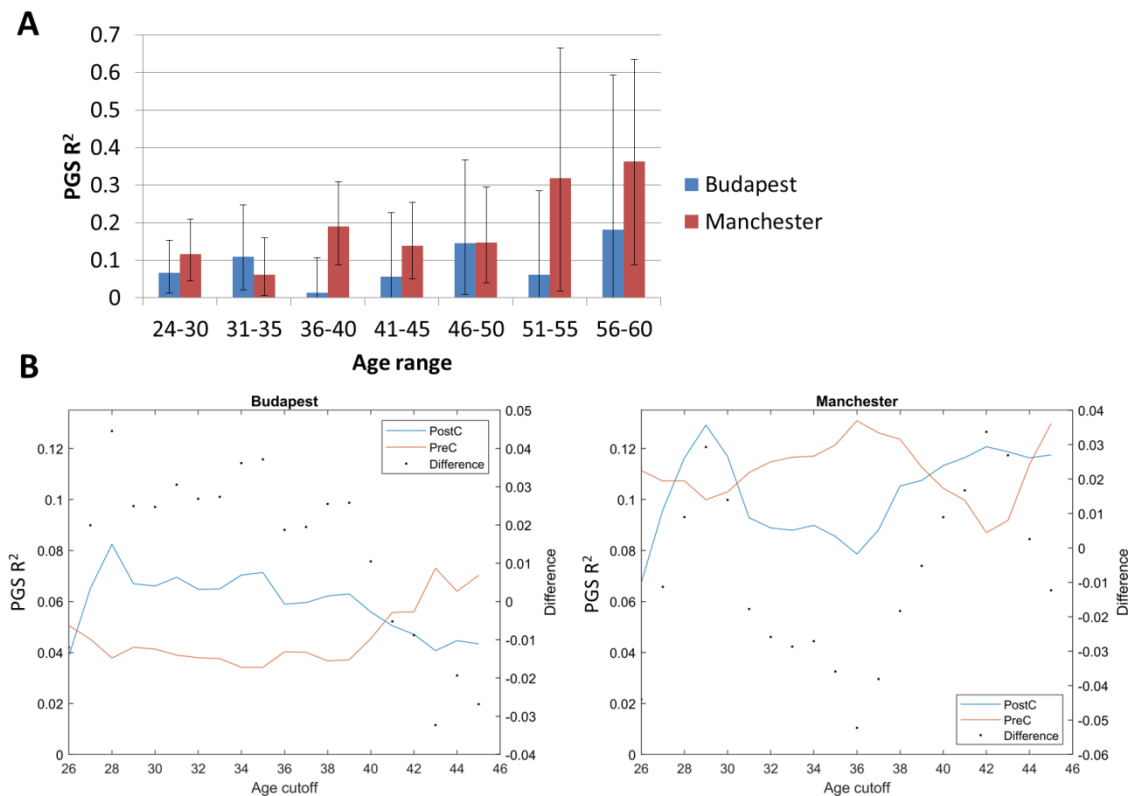 A
0.7
0.6
0.5
0.4
0.3
0.2
0.1
0
PGS R²
24-30 31-35 36-40 41-45 46-50 51-55 56-60
Age range
Budapest
Manchester
B
Budapest
PostC
PreC
Difference
0.12
0.1
0.08
0.06
0.04
0.02
0
PGS R²
0.05
0.04
0.03
0.02
0.01
0
-0.01
-0.02
-0.03
-0.04
Difference
26 28 30 32 34 36 38 40 42 44 46
Age cutoff
Manchester
PostC
PreC
Difference
0.12
0.1
0.08
0.06
0.04
0.02
0
PGS R²
0.04
0.03
0.02
0.01
0
-0.01
-0.02
-0.03
-0.04
-0.05
-0.06
Difference
26 28 30 32 34 36 38 40 42 44 46
Age cutoff